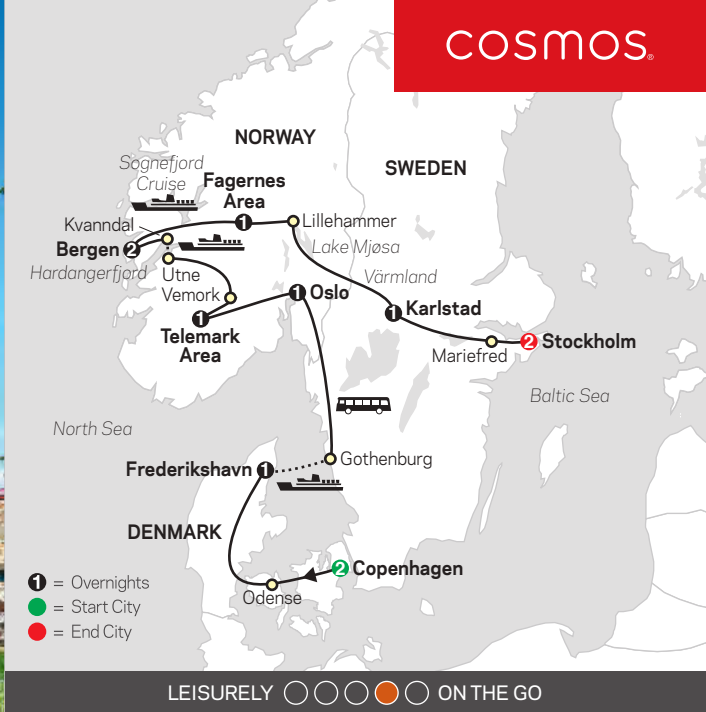 COSMOS®
NORWAY
SWEDEN
Sognefjord
Cruise
Fagernes
Area
1
Lillehammer
Kvanndal
Bergen 2
Lake Mjøsa
Hardangerfjord
Utne
Värmland
Vemork
1 Oslo
1 Karlstad
1
Telemark
Area
Mariefred
2 Stockholm
Baltic Sea
North Sea
Gothenburg
Frederikshavn 1
DENMARK
2 Copenhagen
Odense
1 = Overnights
= Start City
= End City
LEISURELY ON THE GO